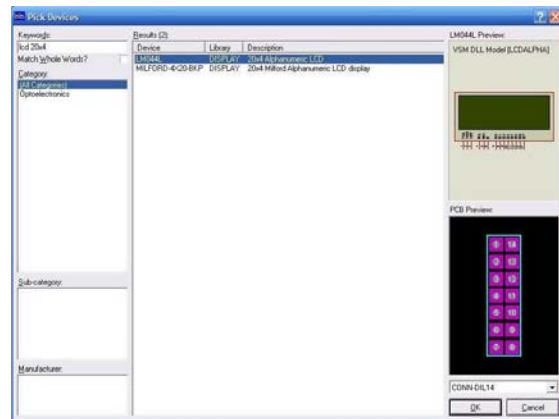 Pick Devices
Keywords:
lcd 20x4
Match Whole Words?
Category:
(All Categories)
Optoelectronics
Sub-category:
Manufacturer:
Results (2):
Device Library Description
LM044L DISPLAY 20x4 Alphanumeric LCD
MILFORD-4X20-BKP DISPLAY 20x4 Milford Alphanumeric LCD display
LM044L Preview:
VSM DLL Model [LCDALPHA]
PCB Preview:
CONN-DIL14
OK Cancel